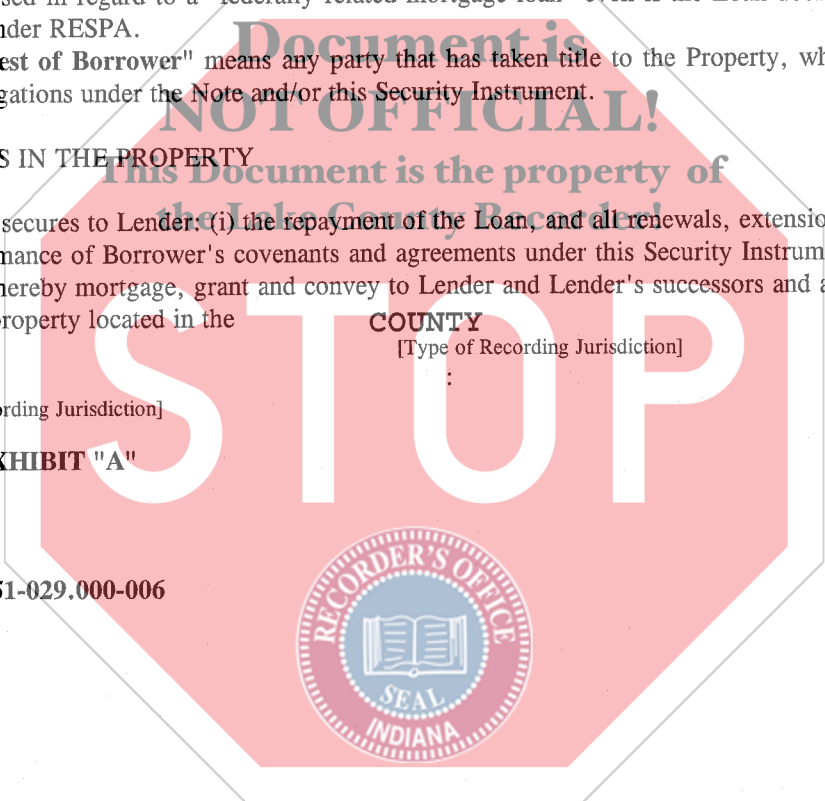 sed in regard to a "federally related mortgage loan" even if the Loan does
nder RESPA.
Document is
est of Borrower" means any party that has taken title to the Property, wh
gations under the Note and/or this Security Instrument.
NOT OFFICIAL!
S IN THE PROPERTY
This Document is the property of
the Lake County Recorder!
secures to Lender: (i) the repayment of the Loan, and all renewals, extensio
mance of Borrower's covenants and agreements under this Security Instrum
hereby mortgage, grant and convey to Lender and Lender's successors and a
roperty located in the COUNTY
[Type of Recording Jurisdiction]
:
ording Jurisdiction]
XHIBIT "A"
STOP
51-029.000-006
RECORDER'S OFFICE
SEAL
INDIANA